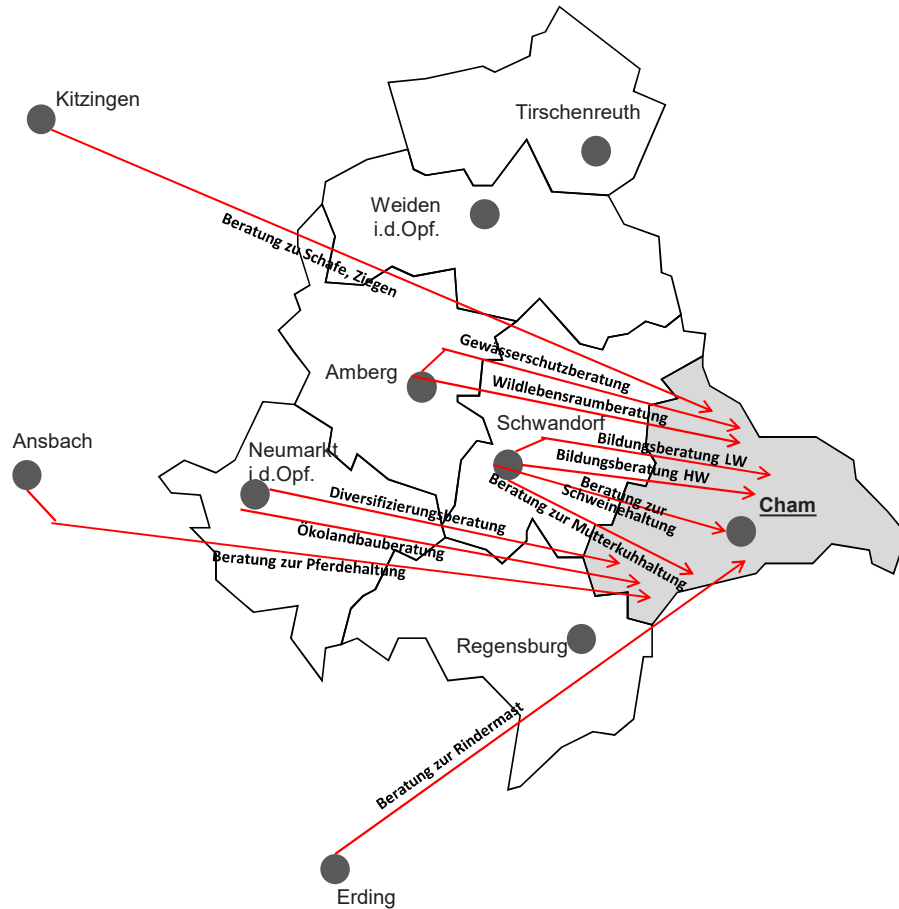 Kitzingen
Tirschenreuth
Weiden
i.d.Opf.
Beratung zu Schafe, Ziegen
Gewässerschutzberatung
Amberg
Wildlebensraumberatung
Schwandorf
Ansbach
Neumarkt
i.d.Opf.
Bildungsberatung LW
Bildungsberatung HW
Beratung zur
Schweinehaltung
Cham
Diversifizierungsberatung
Beratung zur Mutterkuhhaltung
Ökolandbauberatung
Beratung zur Pferdehaltung
Regensburg
Beratung zur Rindermast
Erding